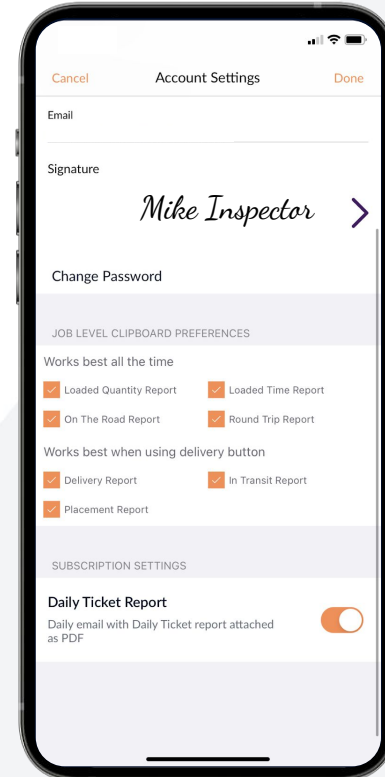 Cancel Account Settings Done
Email
Signature
Mike Inspector
Change Password
JOB LEVEL CLIPBOARD PREFERENCES
Works best all the time
Loaded Quantity Report Loaded Time Report
On The Road Report Round Trip Report
Works best when using delivery button
Delivery Report In Transit Report
Placement Report
SUBSCRIPTION SETTINGS
Daily Ticket Report
Daily email with Daily Ticket report attached
as PDF